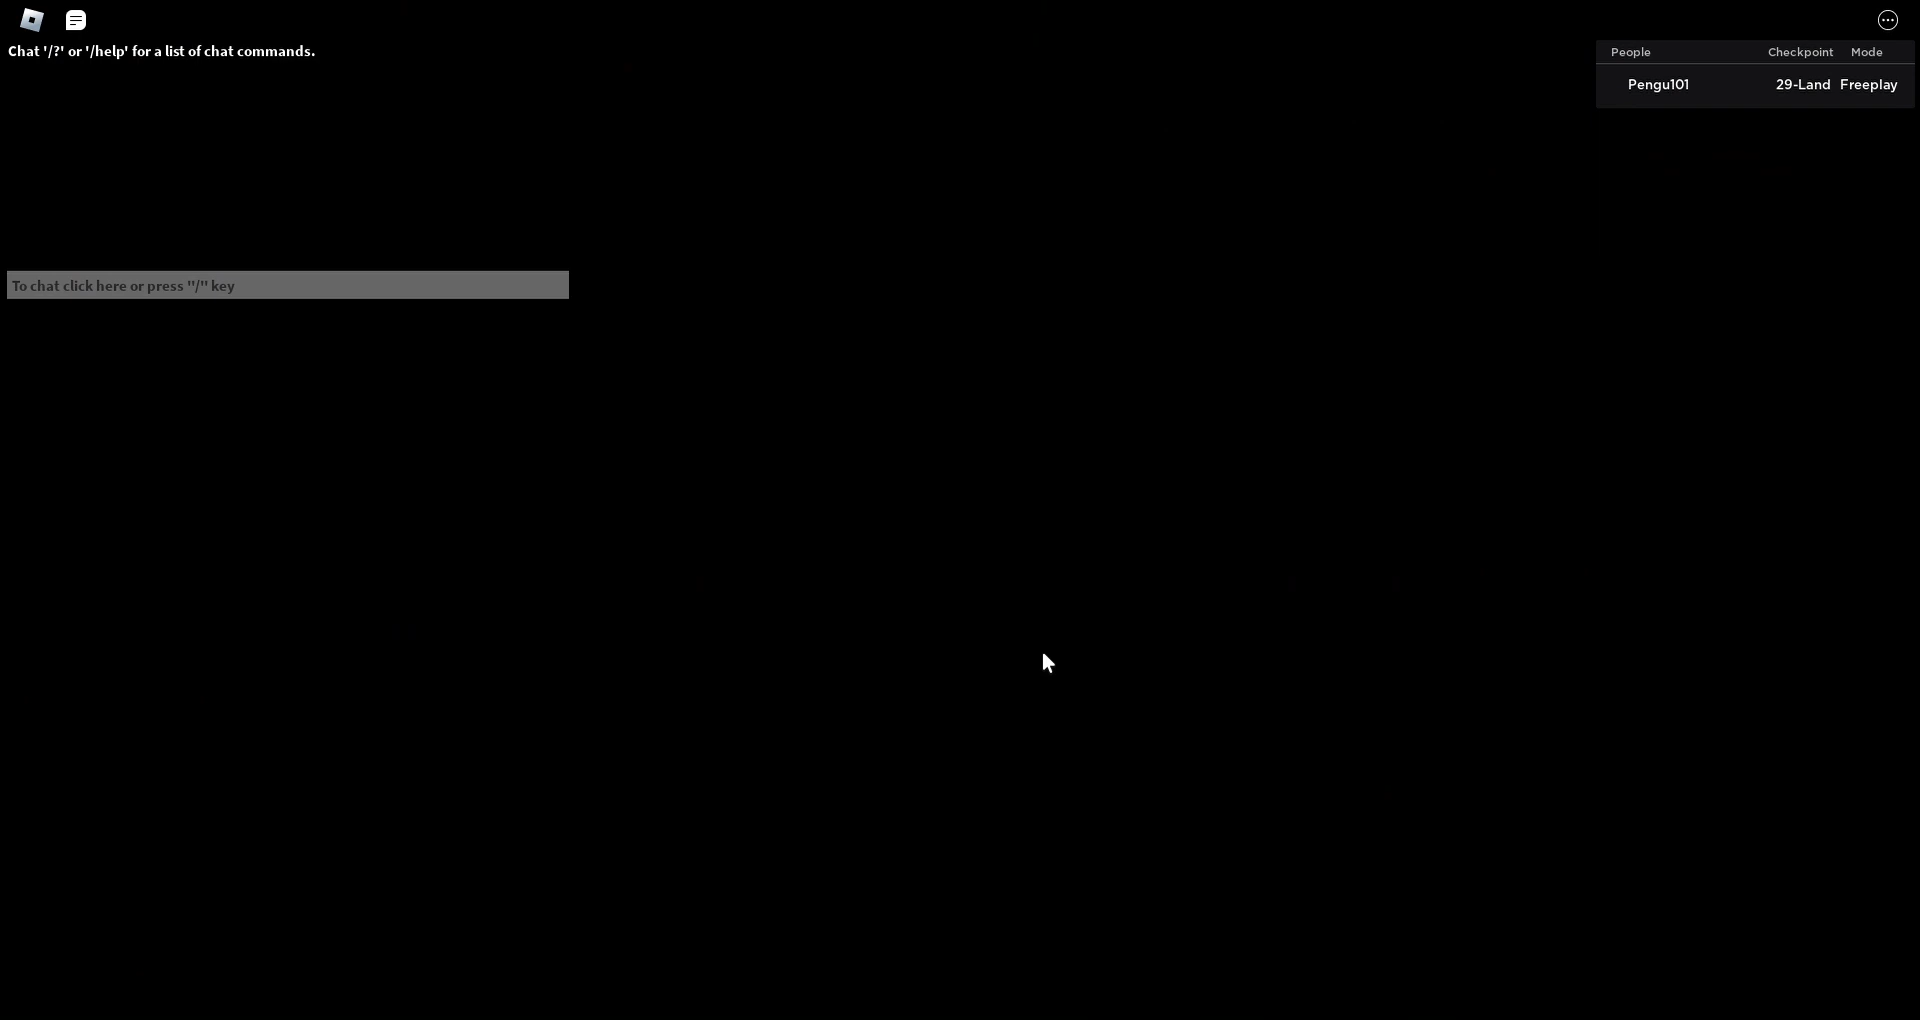 Chat '/?' or '/help' for a list of chat commands.
People Checkpoint Mode
Pengu101 29-Land Freeplay
To chat click here or press "/" key